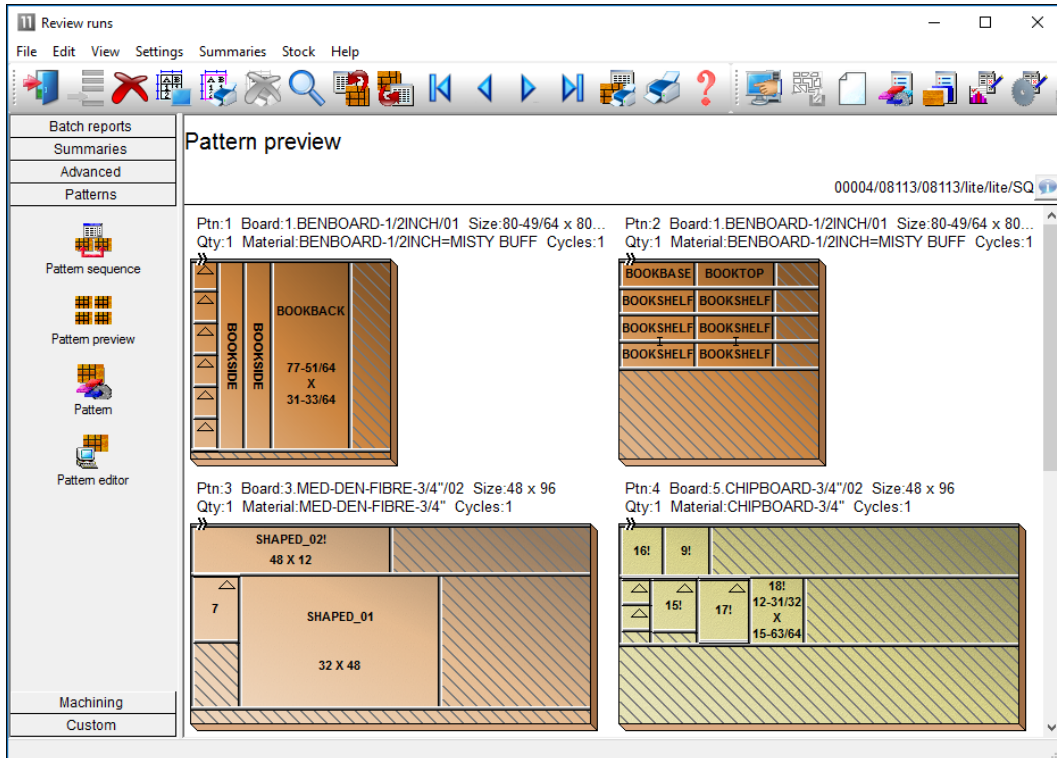 Review runs
File Edit View Settings Summaries Stock Help
Batch reports
Summaries
Advanced
Patterns
Pattern sequence
Pattern preview
Pattern
Pattern editor
Machining
Custom
Pattern preview
00004/08113/08113/lite/lite/SQ
Ptn:1 Board:1.BENBOARD-1/2INCH/01 Size:80-49/64 x 80...
Qty:1 Material:BENBOARD-1/2INCH=MISTY BUFF Cycles:1
BOOKSIDE
BOOKSIDE
BOOKBACK
77-51/64
X
31-33/64
Ptn:2 Board:1.BENBOARD-1/2INCH/01 Size:80-49/64 x 80...
Qty:1 Material:BENBOARD-1/2INCH=MISTY BUFF Cycles:1
BOOKBASE BOOKTOP
BOOKSHELF BOOKSHELF
BOOKSHELF BOOKSHELF
BOOKSHELF BOOKSHELF
Ptn:3 Board:3.MED-DEN-FIBRE-3/4"/02 Size:48 x 96
Qty:1 Material:MED-DEN-FIBRE-3/4" Cycles:1
SHAPED_02!
48 X 12
7
SHAPED_01
32 X 48
Ptn:4 Board:5.CHIPBOARD-3/4"/02 Size:48 x 96
Qty:1 Material:CHIPBOARD-3/4" Cycles:1
16! 9!
15! 17!
18!
12-31/32
X
15-63/64